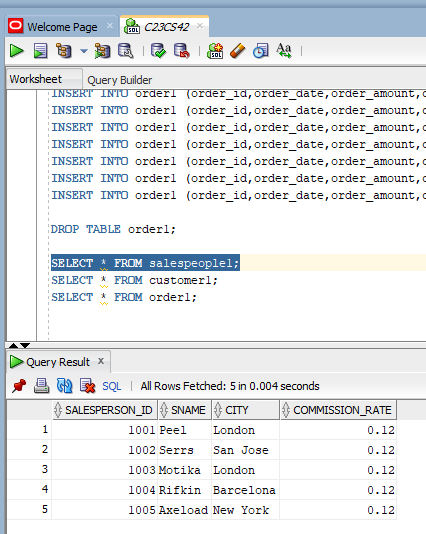 Welcome Page C23CS42
SQL
Aa
Worksheet Query Builder
INSERT INTO order1 (order_id,order_date,order_amount,
INSERT INTO order1 (order_id,order_date,order_amount,
INSERT INTO order1 (order_id,order_date,order_amount,
INSERT INTO order1 (order_id,order_date,order_amount,
INSERT INTO order1 (order_id,order_date,order_amount,
INSERT INTO order1 (order_id,order_date,order_amount,
INSERT INTO order1 (order_id,order_date,order_amount,
DROP TABLE order1;
SELECT * FROM salespeople1;
SELECT * FROM customer1;
SELECT * FROM order1;
Query Result x
SQL | All Rows Fetched: 5 in 0.004 seconds
SALESPERSON_ID SNAME CITY COMMISSION_RATE
1 1001 Peel London 0.12
2 1002 Serrs San Jose 0.12
3 1003 Motika London 0.12
4 1004 Rifkin Barcelona 0.12
5 1005 Axeload New York 0.12